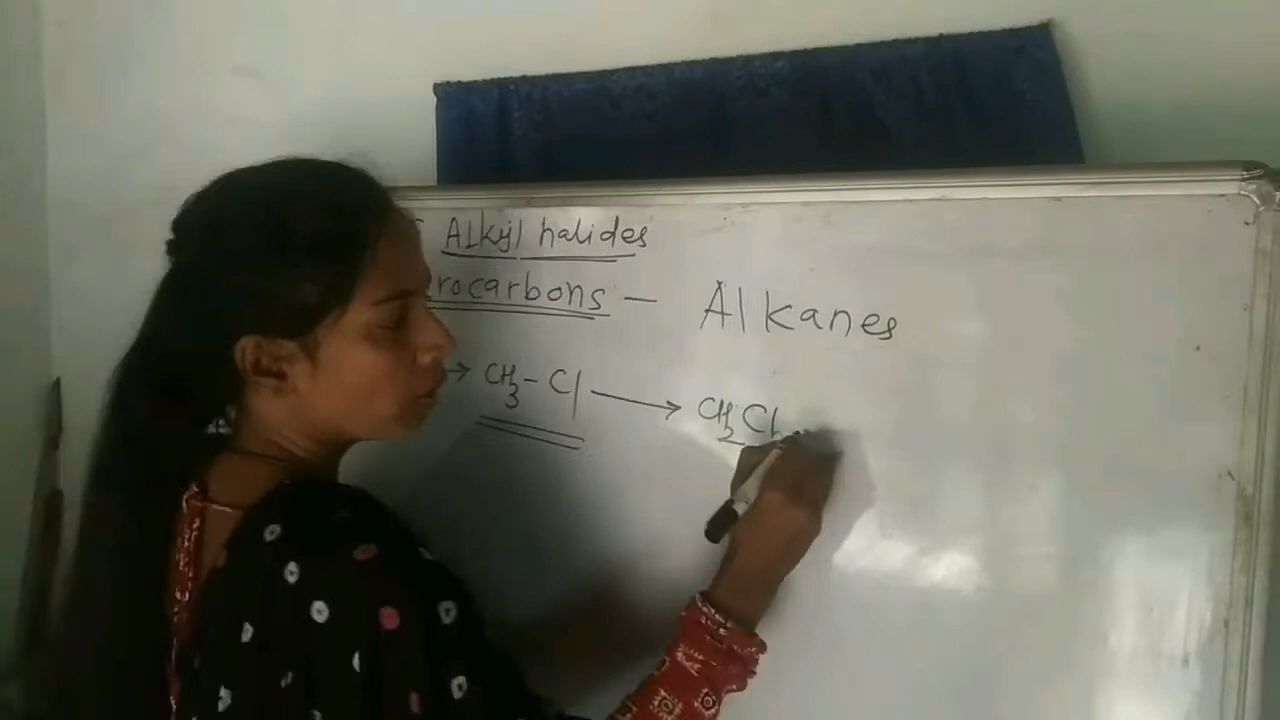 Alkyl halides
rocarbons — Alkanes
→ CH3 - Cl → CH2Cl